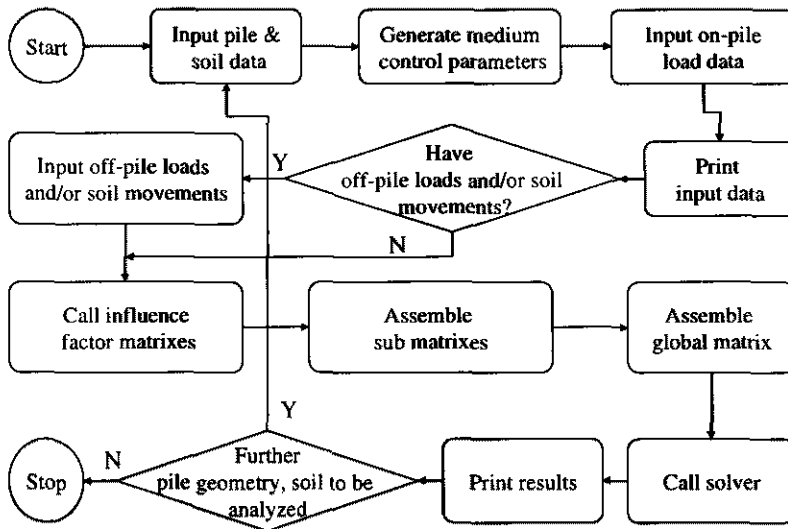 Start
Input pile &
soil data
Generate medium
control parameters
Input on-pile
load data
Input off-pile loads
and/or soil movements
Y
Have
off-pile loads and/or soil
movements?
Print
input data
N
Call influence
factor matrixes
Assemble
sub matrixes
Assemble
global matrix
Y
Stop
N
Further
pile geometry, soil to be
analyzed
Print results
Call solver